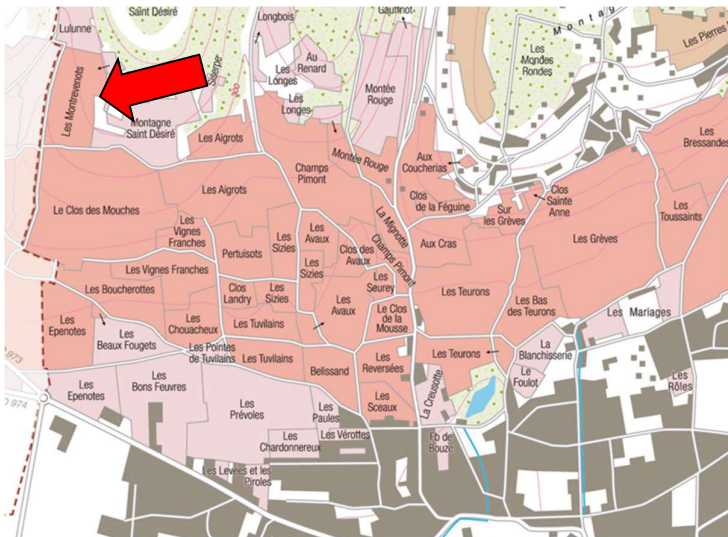 Saint Désiré
Lulunne
Longbois
Gauffriot
Montag
Les Pierres
Les Montrevenots
Siserpe
Les
Longes
Au
Renard
Les
Mondes
Rondes
Les
Longes
Montée
Rouge
Montagne
Saint Désiré
Les Aigrots
Les
Bressandes
Champs
Pimont
Montée Rouge
Aux
Coucherias
Les Aigrots
Clos
de la Féguine
Clos
Sainte
Anne
Le Clos des Mouches
La Mignotte
Sur
les Grèves
Les
Toussaints
Les
Vignes
Franches
Les
Avaux
Les
Sizies
Pertuisots
Clos des
Avaux
Champs Pimont
Aux Cras
Les Grèves
Les Vignes Franches
Les
Sizies
Les
Seurey
Les Boucherottes
Clos
Landry
Les
Sizies
Les Teurons
Les
Avaux
Les Bas
des Teurons
Les Mariages
Le Clos
de la
Mousse
Les
Epenotes
Les
Chouacheux
Les Tuvilains
Les
Beaux Fougets
Les Pointes
de Tuvilains
Les Tuvilains
Les Teurons
La
Blanchisserie
D 973
Belissand
Les
Reversées
Le
Foulot
Les
Rôles
Les
Epenotes
Les
Bons Feuvres
La Creusotte
D 974
Les
Prévoles
Les
Paules
Les
Sceaux
Les
Chardonnereux
Les Vérottes
Fb de
Bouze
Les Levées et les
Piroles